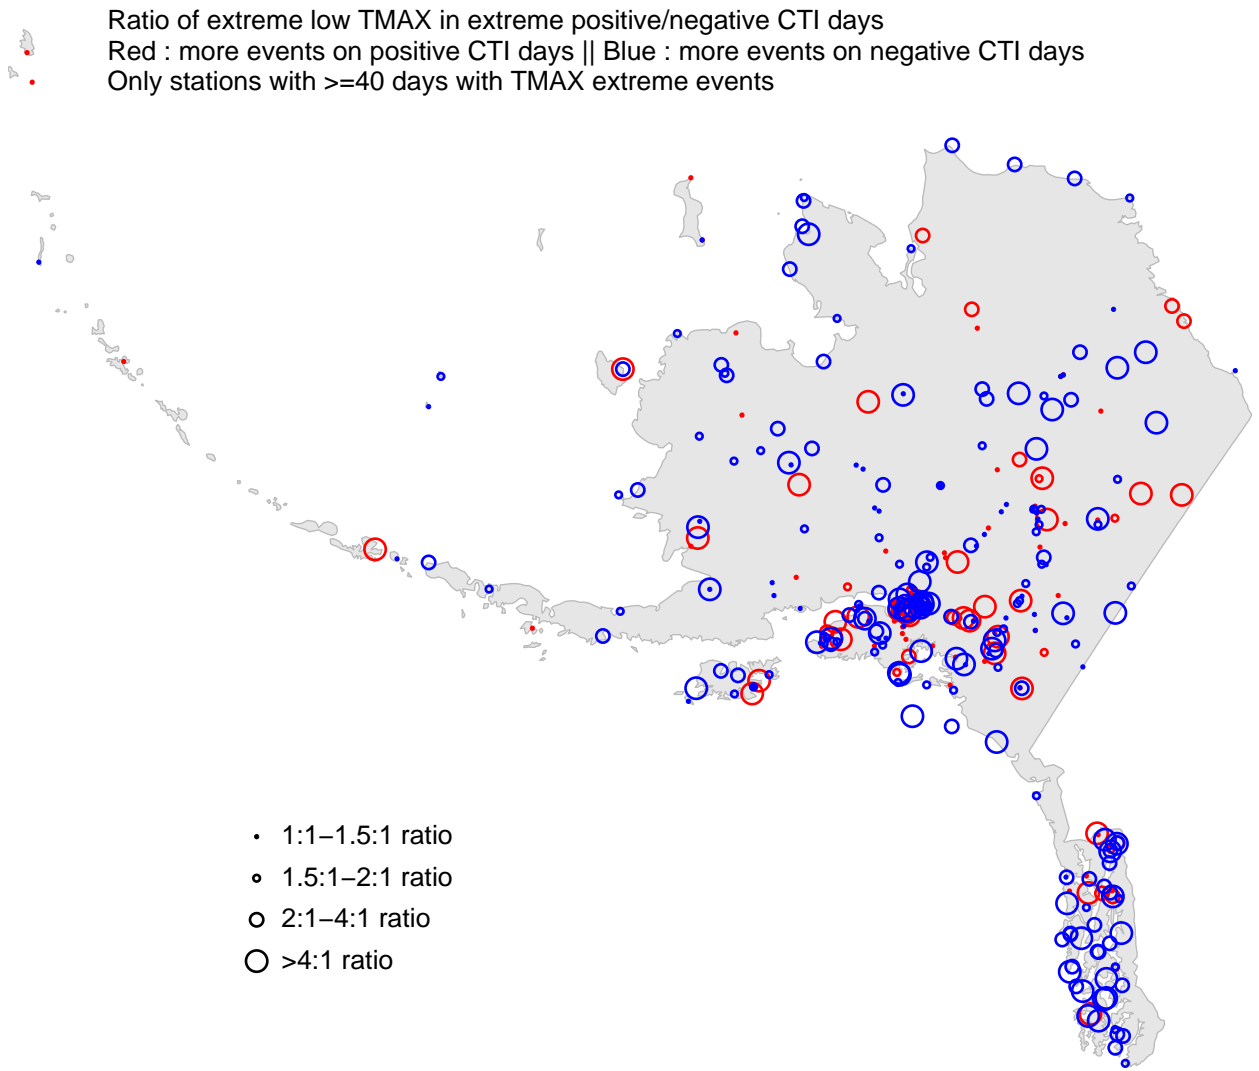 Ratio of extreme low TMAX in extreme positive/negative CTI days
Red : more events on positive CTI days || Blue : more events on negative CTI days
Only stations with >=40 days with TMAX extreme events
1:1−1.5:1 ratio
1.5:1−2:1 ratio
2:1−4:1 ratio
>4:1 ratio